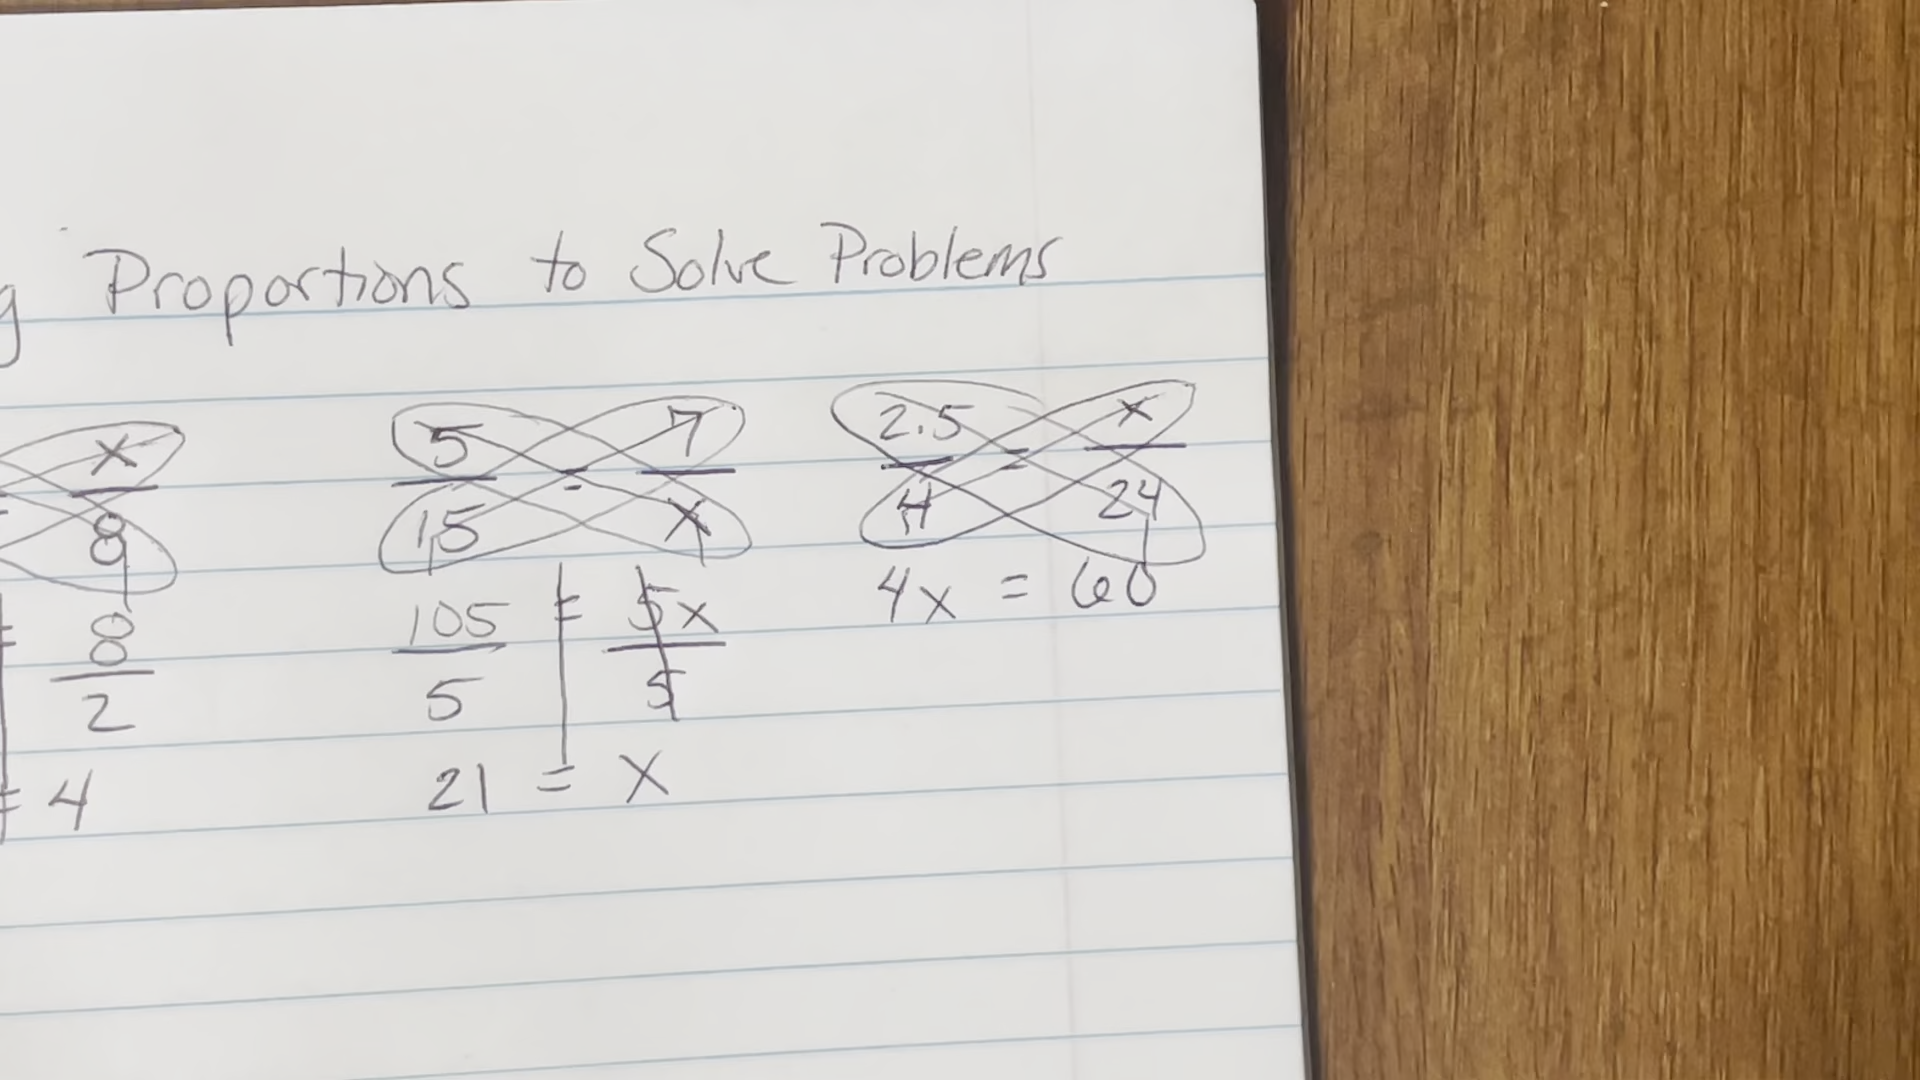 g Proportions to Solve Problems
x 5 7 2.5 x
— = — — = —
8 15 x 4 24
= 8 105 = 5x 4x = 60
2 5 5
= 4 21 = x